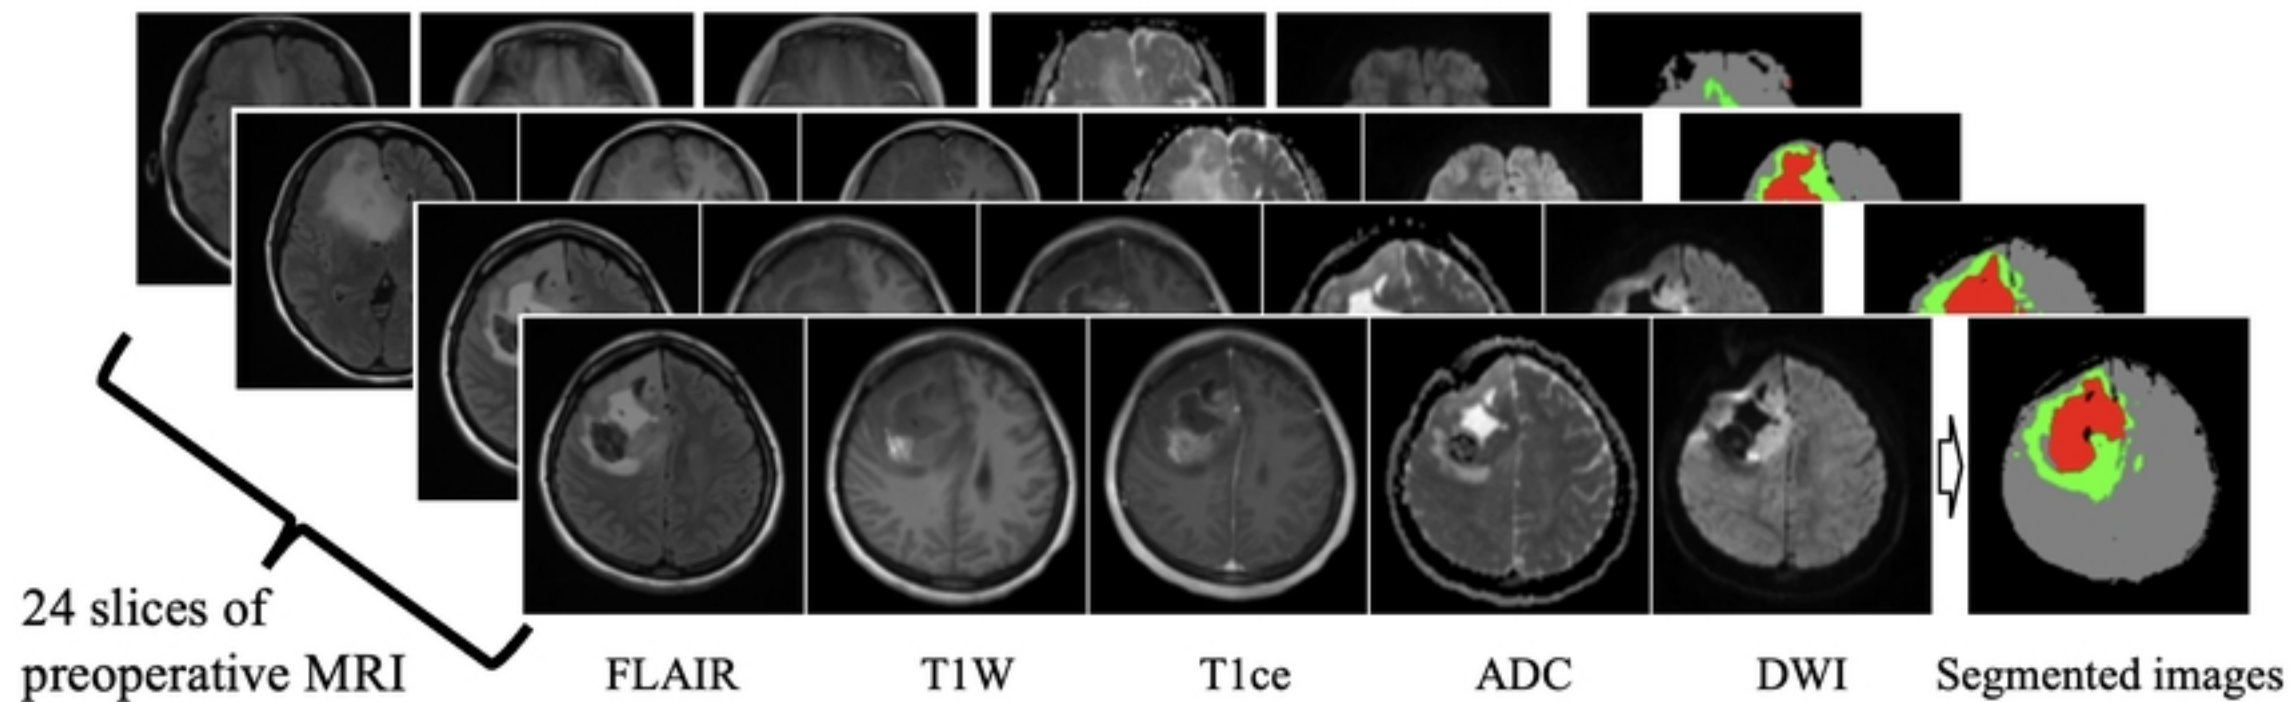 24 slices of
preoperative MRI
FLAIR
T1W
T1ce
ADC
DWI
Segmented images